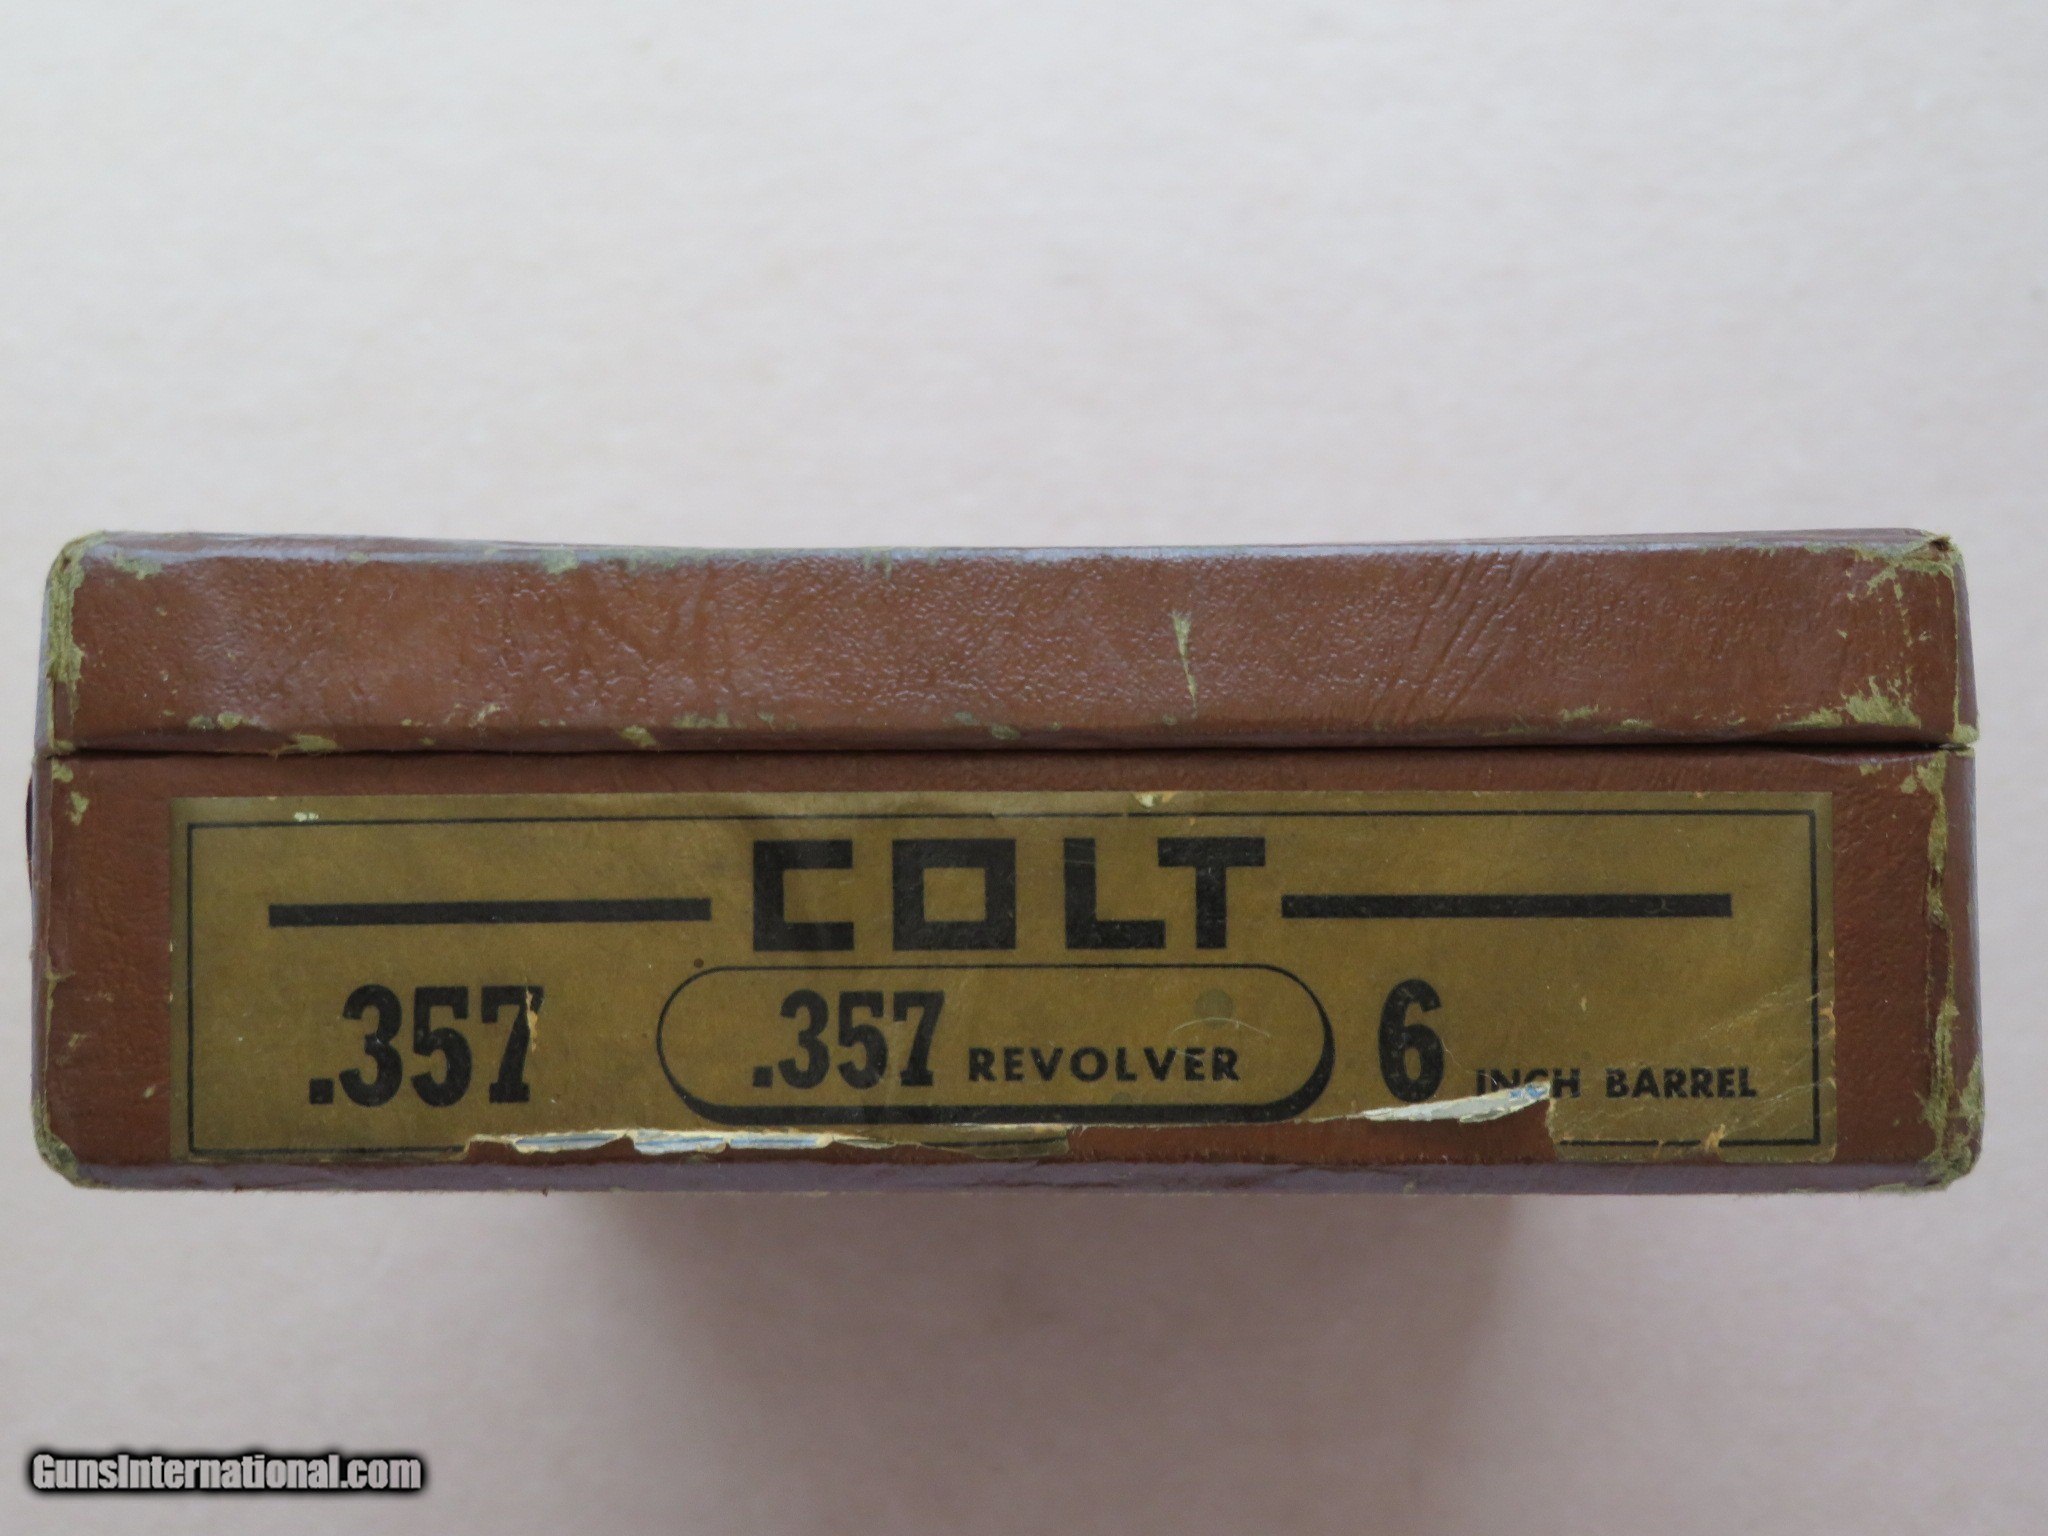 COLT
.357 .357 REVOLVER 6 INCH BARREL
GunsInternational.com